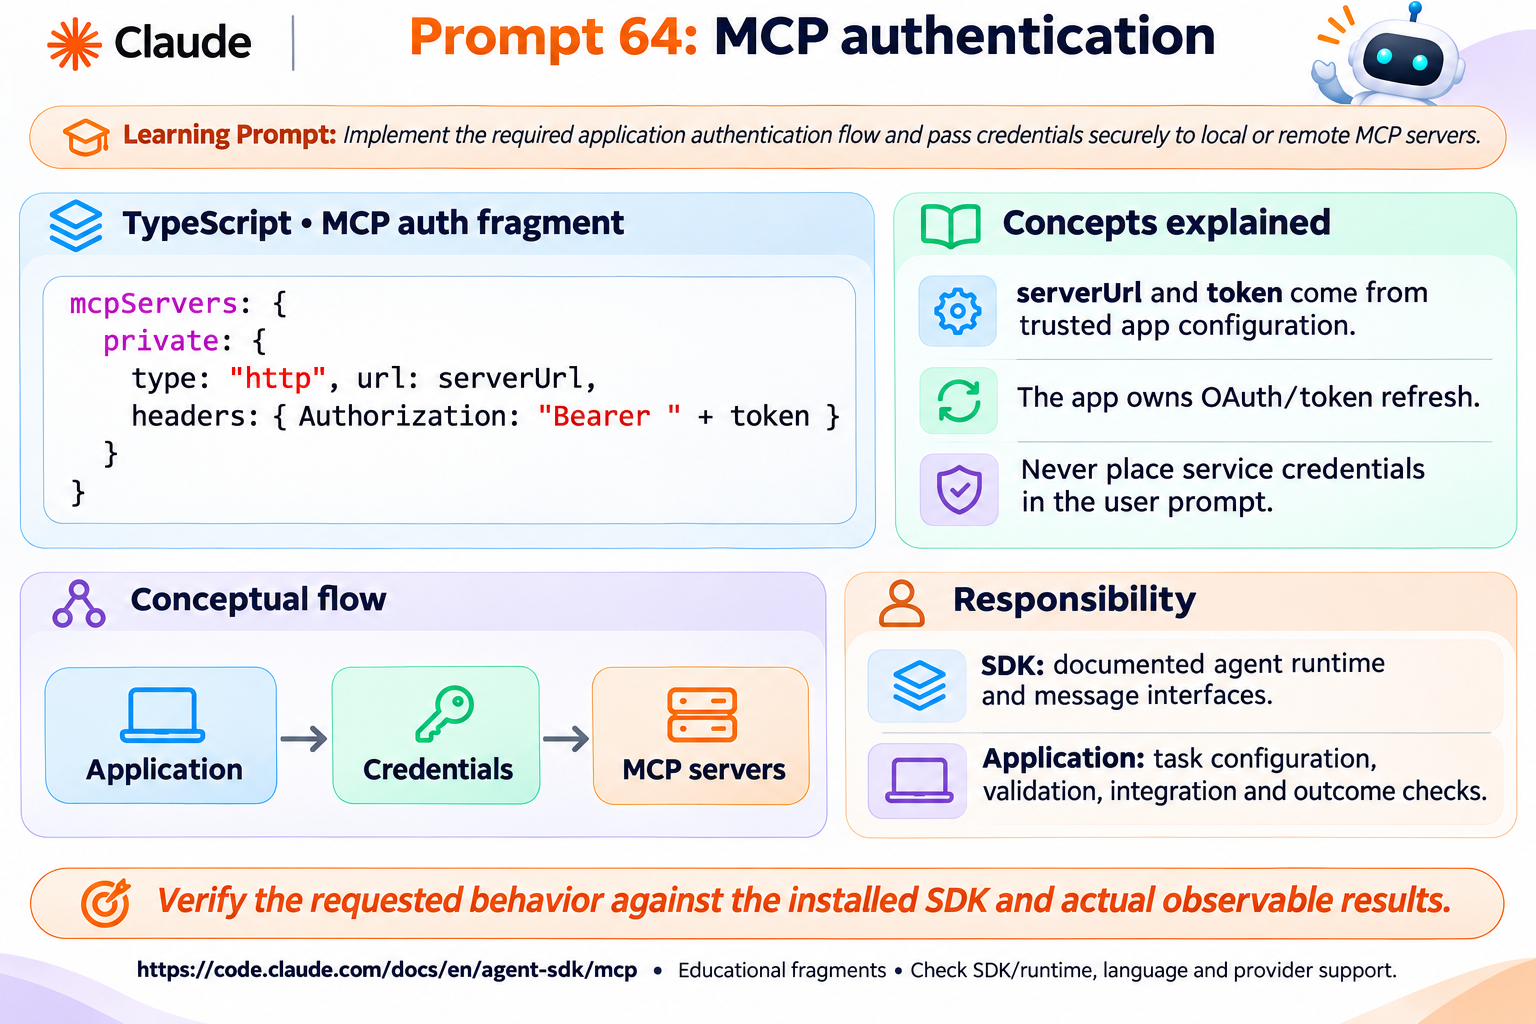 Claude
Prompt 64: MCP authentication
Learning Prompt: Implement the required application authentication flow and pass credentials securely to local or remote MCP servers.
TypeScript • MCP auth fragment
mcpServers: {
  private: {
    type: "http", url: serverUrl,
    headers: { Authorization: "Bearer " + token }
  }
}
Concepts explained
serverUrl and token come from
trusted app configuration.
The app owns OAuth/token refresh.
Never place service credentials
in the user prompt.
Conceptual flow
Application
Credentials
MCP servers
Responsibility
SDK: documented agent runtime
and message interfaces.
Application: task configuration,
validation, integration and outcome checks.
Verify the requested behavior against the installed SDK and actual observable results.
https://code.claude.com/docs/en/agent-sdk/mcp • Educational fragments • Check SDK/runtime, language and provider support.